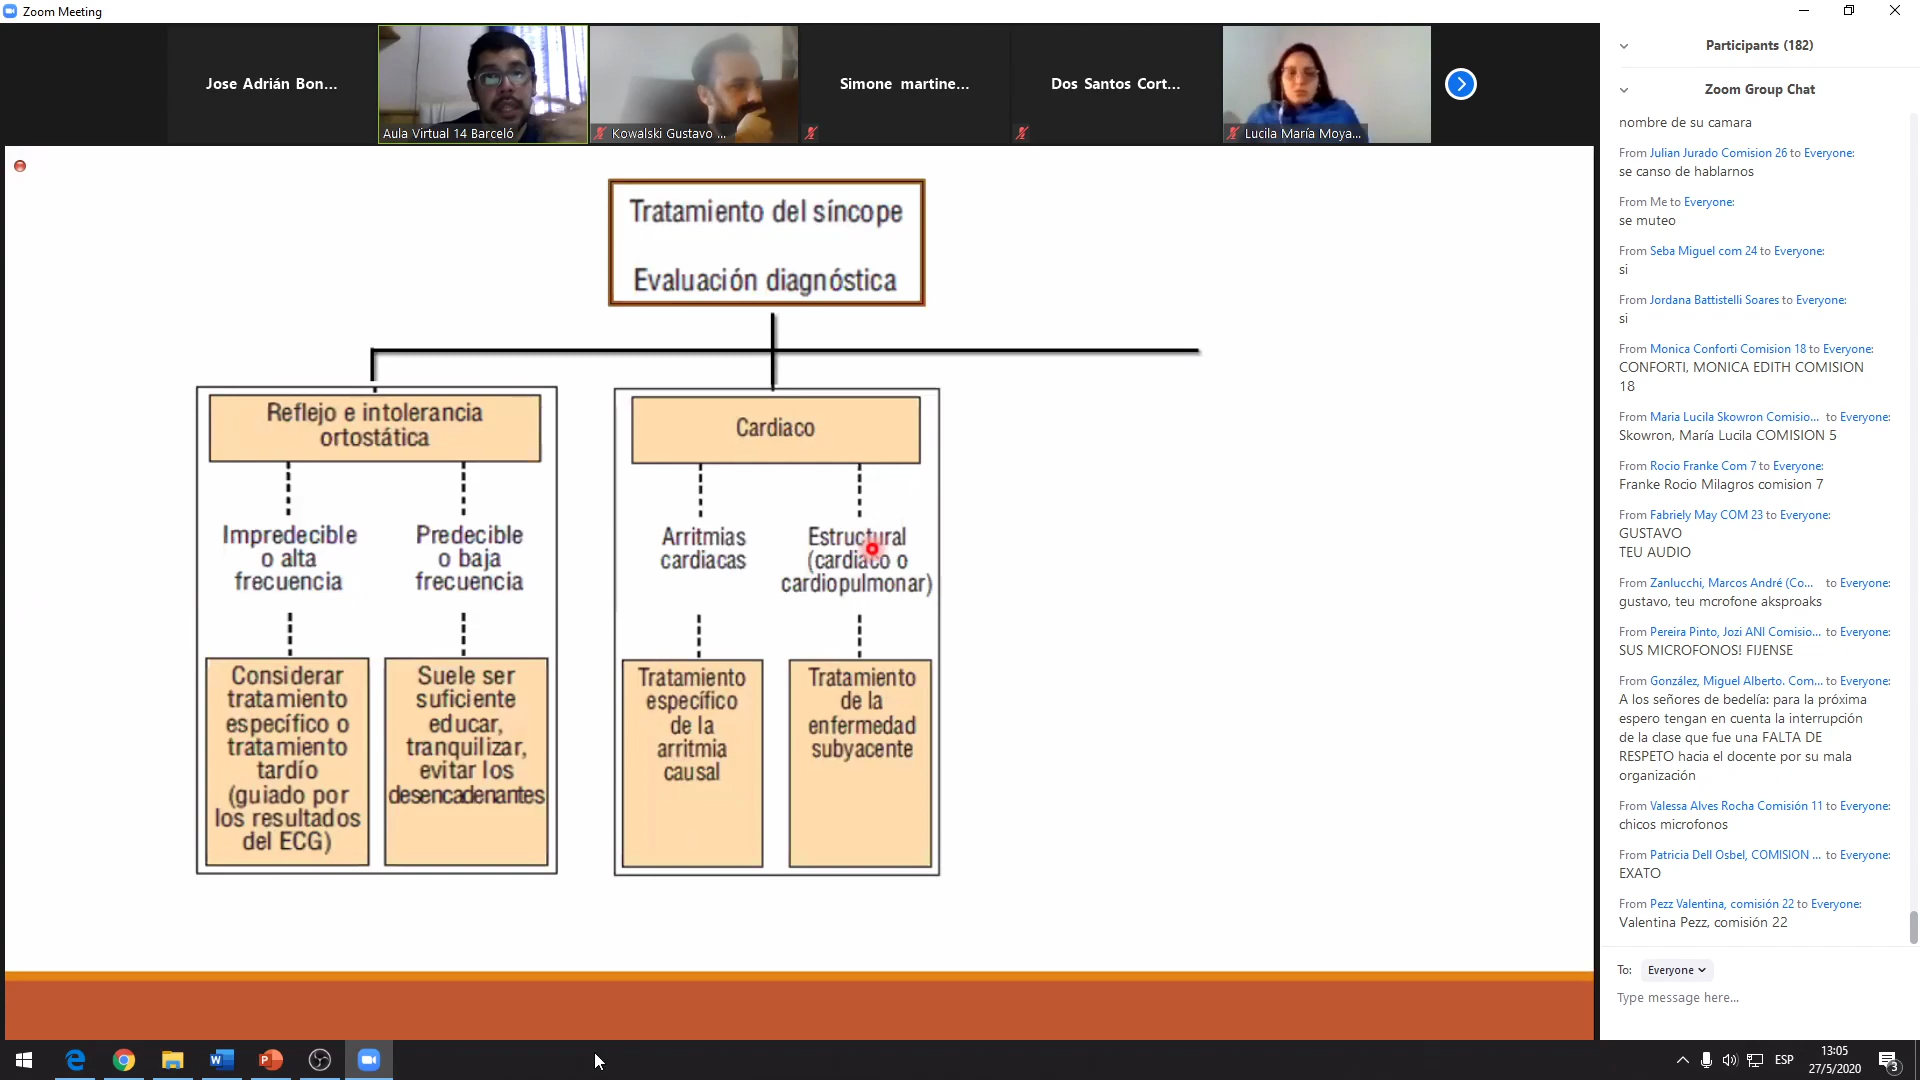 Zoom Meeting
Jose Adrián Bon...
Aula Virtual 14 Barceló
Kowalski Gustavo ...
Simone martine...
Dos Santos Cort...
Lucila María Moya...
Tratamiento del síncope
Evaluación diagnóstica
Reflejo e intolerancia
ortostática
Impredecible
o alta
frecuencia
Predecible
o baja
frecuencia
Considerar
tratamiento
específico o
tratamiento
tardío
(guiado por
los resultados
del ECG)
Suele ser
suficiente
educar,
tranquilizar,
evitar los
desencadenantes
Cardiaco
Arritmias
cardiacas
Estructural
(cardiaco o
cardiopulmonar)
Tratamiento
específico
de la
arritmia
causal
Tratamiento
de la
enfermedad
subyacente
Participants (182)
Zoom Group Chat
nombre de su camara
From Julian Jurado Comision 26 to Everyone:
se canso de hablarnos
From Me to Everyone:
se muteo
From Seba Miguel com 24 to Everyone:
si
From Jordana Battistelli Soares to Everyone:
si
From Monica Conforti Comision 18 to Everyone:
CONFORTI, MONICA EDITH COMISION
18
From Maria Lucila Skowron Comisio... to Everyone:
Skowron, María Lucila COMISION 5
From Rocio Franke Com 7 to Everyone:
Franke Rocio Milagros comision 7
From Fabriely May COM 23 to Everyone:
GUSTAVO
TEU AUDIO
From Zanlucchi, Marcos André (Co... to Everyone:
gustavo, teu mcrofone aksproaks
From Pereira Pinto, Jozi ANI Comisio... to Everyone:
SUS MICROFONOS! FIJENSE
From González, Miguel Alberto. Com... to Everyone:
A los señores de bedelía: para la próxima
espero tengan en cuenta la interrupción
de la clase que fue una FALTA DE
RESPETO hacia el docente por su mala
organización
From Valessa Alves Rocha Comisión 11 to Everyone:
chicos microfonos
From Patricia Dell Osbel, COMISION ... to Everyone:
EXATO
From Pezz Valentina, comisión 22 to Everyone:
Valentina Pezz, comisión 22
To: Everyone
Type message here...
ESP
13:05
27/5/2020
3